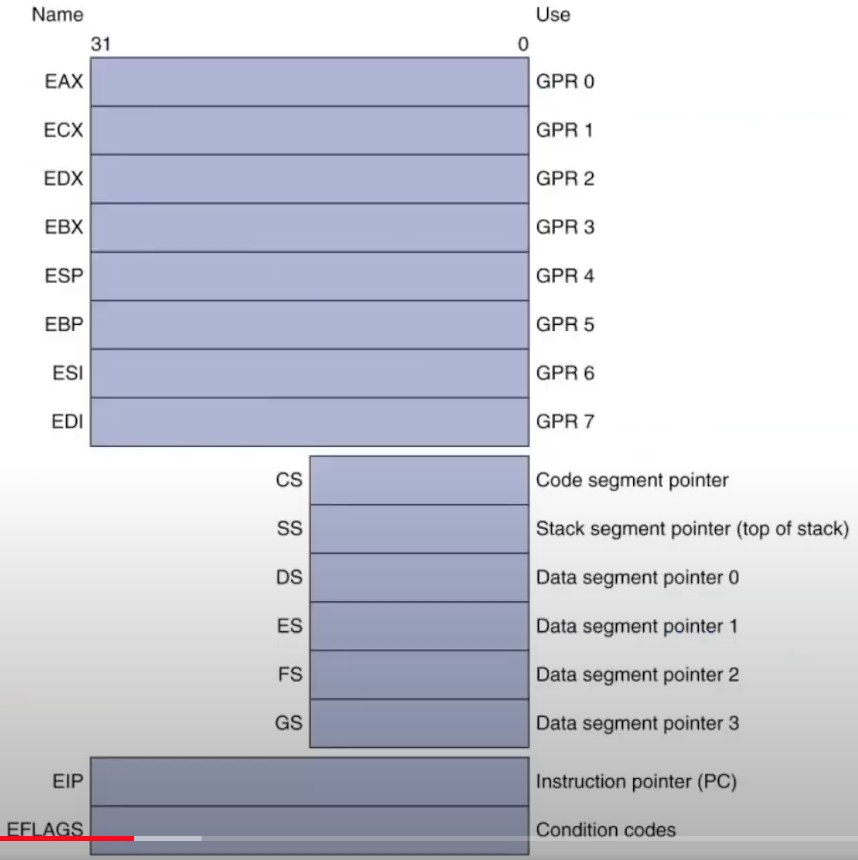 Name Use
31 0
EAX GPR 0
ECX GPR 1
EDX GPR 2
EBX GPR 3
ESP GPR 4
EBP GPR 5
ESI GPR 6
EDI GPR 7
CS Code segment pointer
SS Stack segment pointer (top of stack)
DS Data segment pointer 0
ES Data segment pointer 1
FS Data segment pointer 2
GS Data segment pointer 3
EIP Instruction pointer (PC)
EFLAGS Condition codes